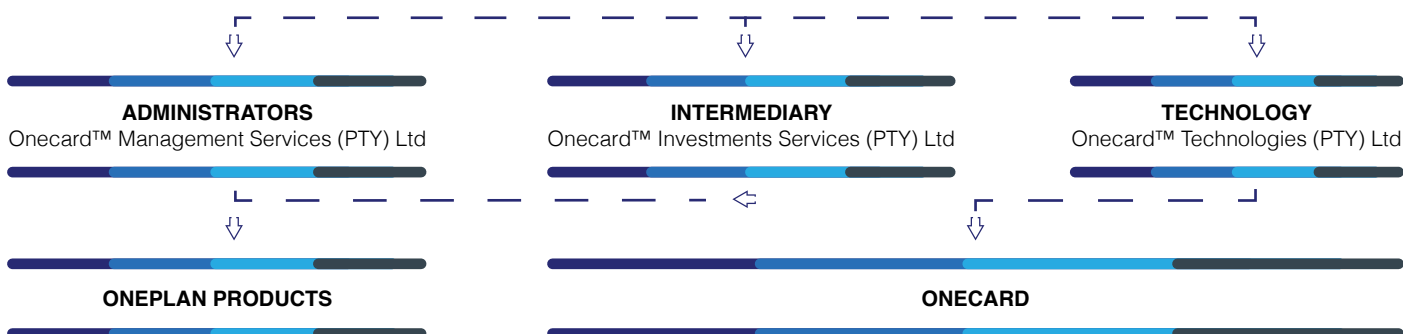 ADMINISTRATORS
Onecard™ Management Services (PTY) Ltd
INTERMEDIARY
Onecard™ Investments Services (PTY) Ltd
TECHNOLOGY
Onecard™ Technologies (PTY) Ltd
ONEPLAN PRODUCTS
ONECARD